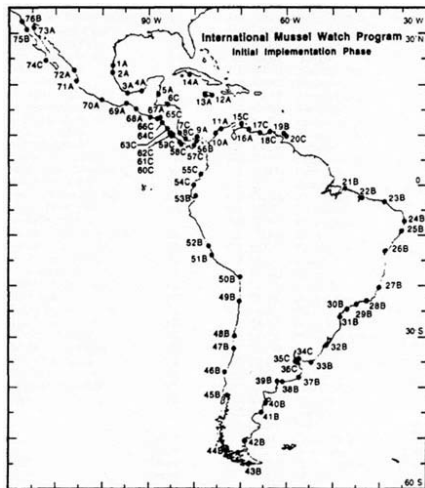 90 W
60 W
30 N
International Mussel Watch Program
Initial Implementation Phase
76B
75B
73A
74C
72A
71A
70A
69A
68A
67A
66C
65C
64C
63C
62C
61C
60C
59C
58C
57C
56B
55C
54C
53B
52B
51B
50B
49B
48B
47B
46B
45B
44B
43B
42B
41B
40B
39B
38B
37B
36C
35C
34C
33B
32B
31B
30B
29B
28B
27B
26B
25B
24B
23B
22B
21B
20C
19B
18C
17C
16A
15C
14A
13A
12A
11A
10A
9A
8C
7C
6C
5A
4A
3A
2A
1A
0
30S
60 S